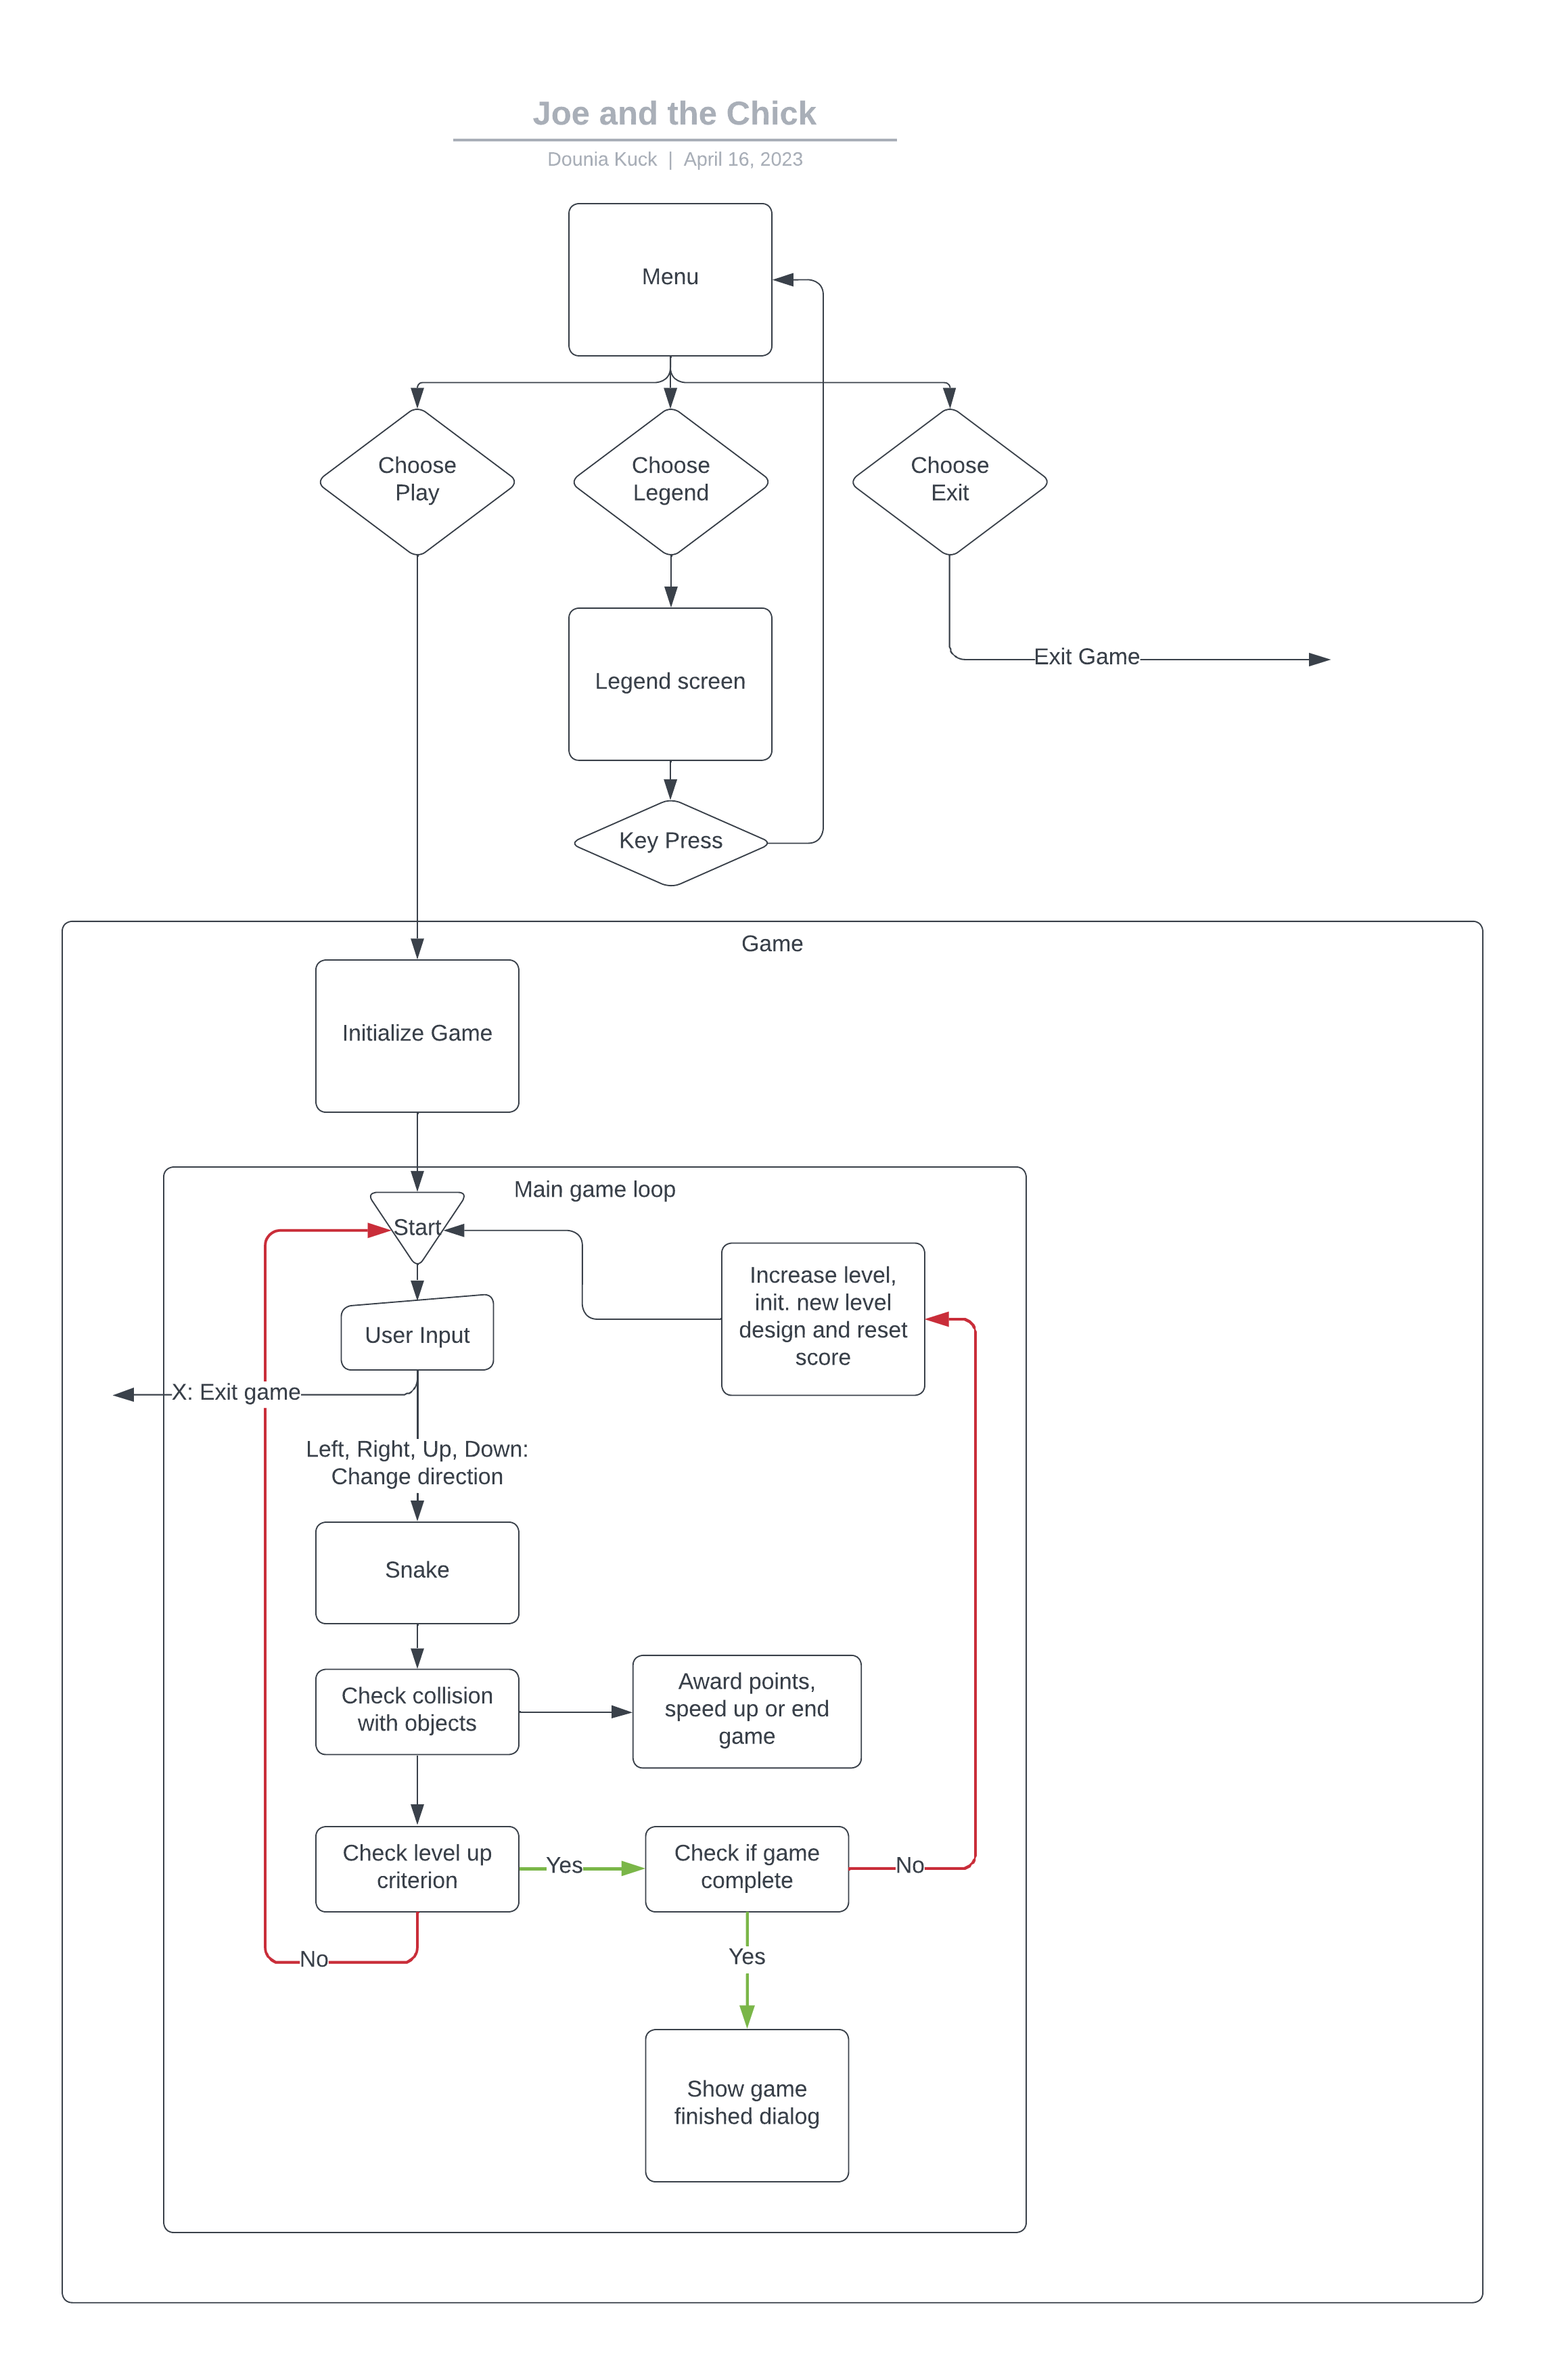 Joe and the Chick
Dounia Kuck | April 16, 2023
Menu
Choose
Play
Choose
Legend
Choose
Exit
Exit Game
Legend screen
Key Press
Game
Initialize Game
Main game loop
Start
Increase level,
init. new level
design and reset
score
User Input
X: Exit game
Left, Right, Up, Down:
Change direction
Snake
Check collision
with objects
Award points,
speed up or end
game
Check level up
criterion
Yes
Check if game
complete
No
No
Yes
Show game
finished dialog